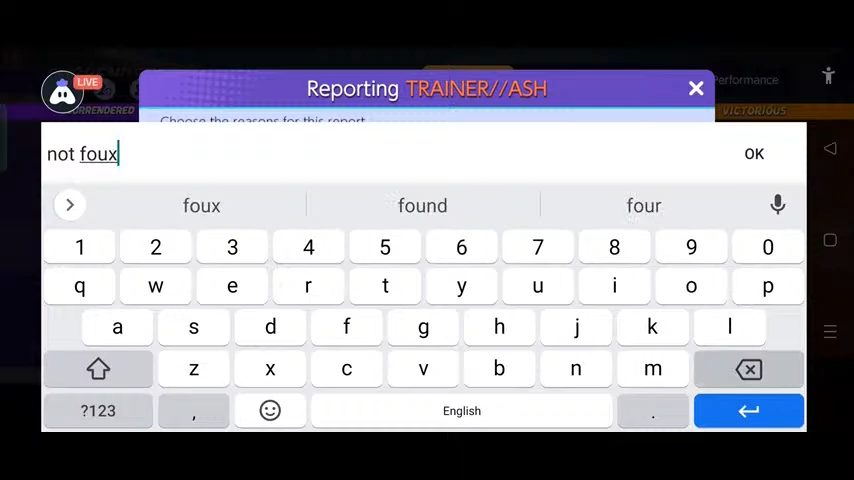 LIVE
Reporting TRAINER//ASH
Performance
SURRENDERED
VICTORIOUS
Choose the reasons for this report
not foux
OK
foux found four
1 2 3 4 5 6 7 8 9 0
q w e r t y u i o p
a s d f g h j k l
z x c v b n m
?123 , English .